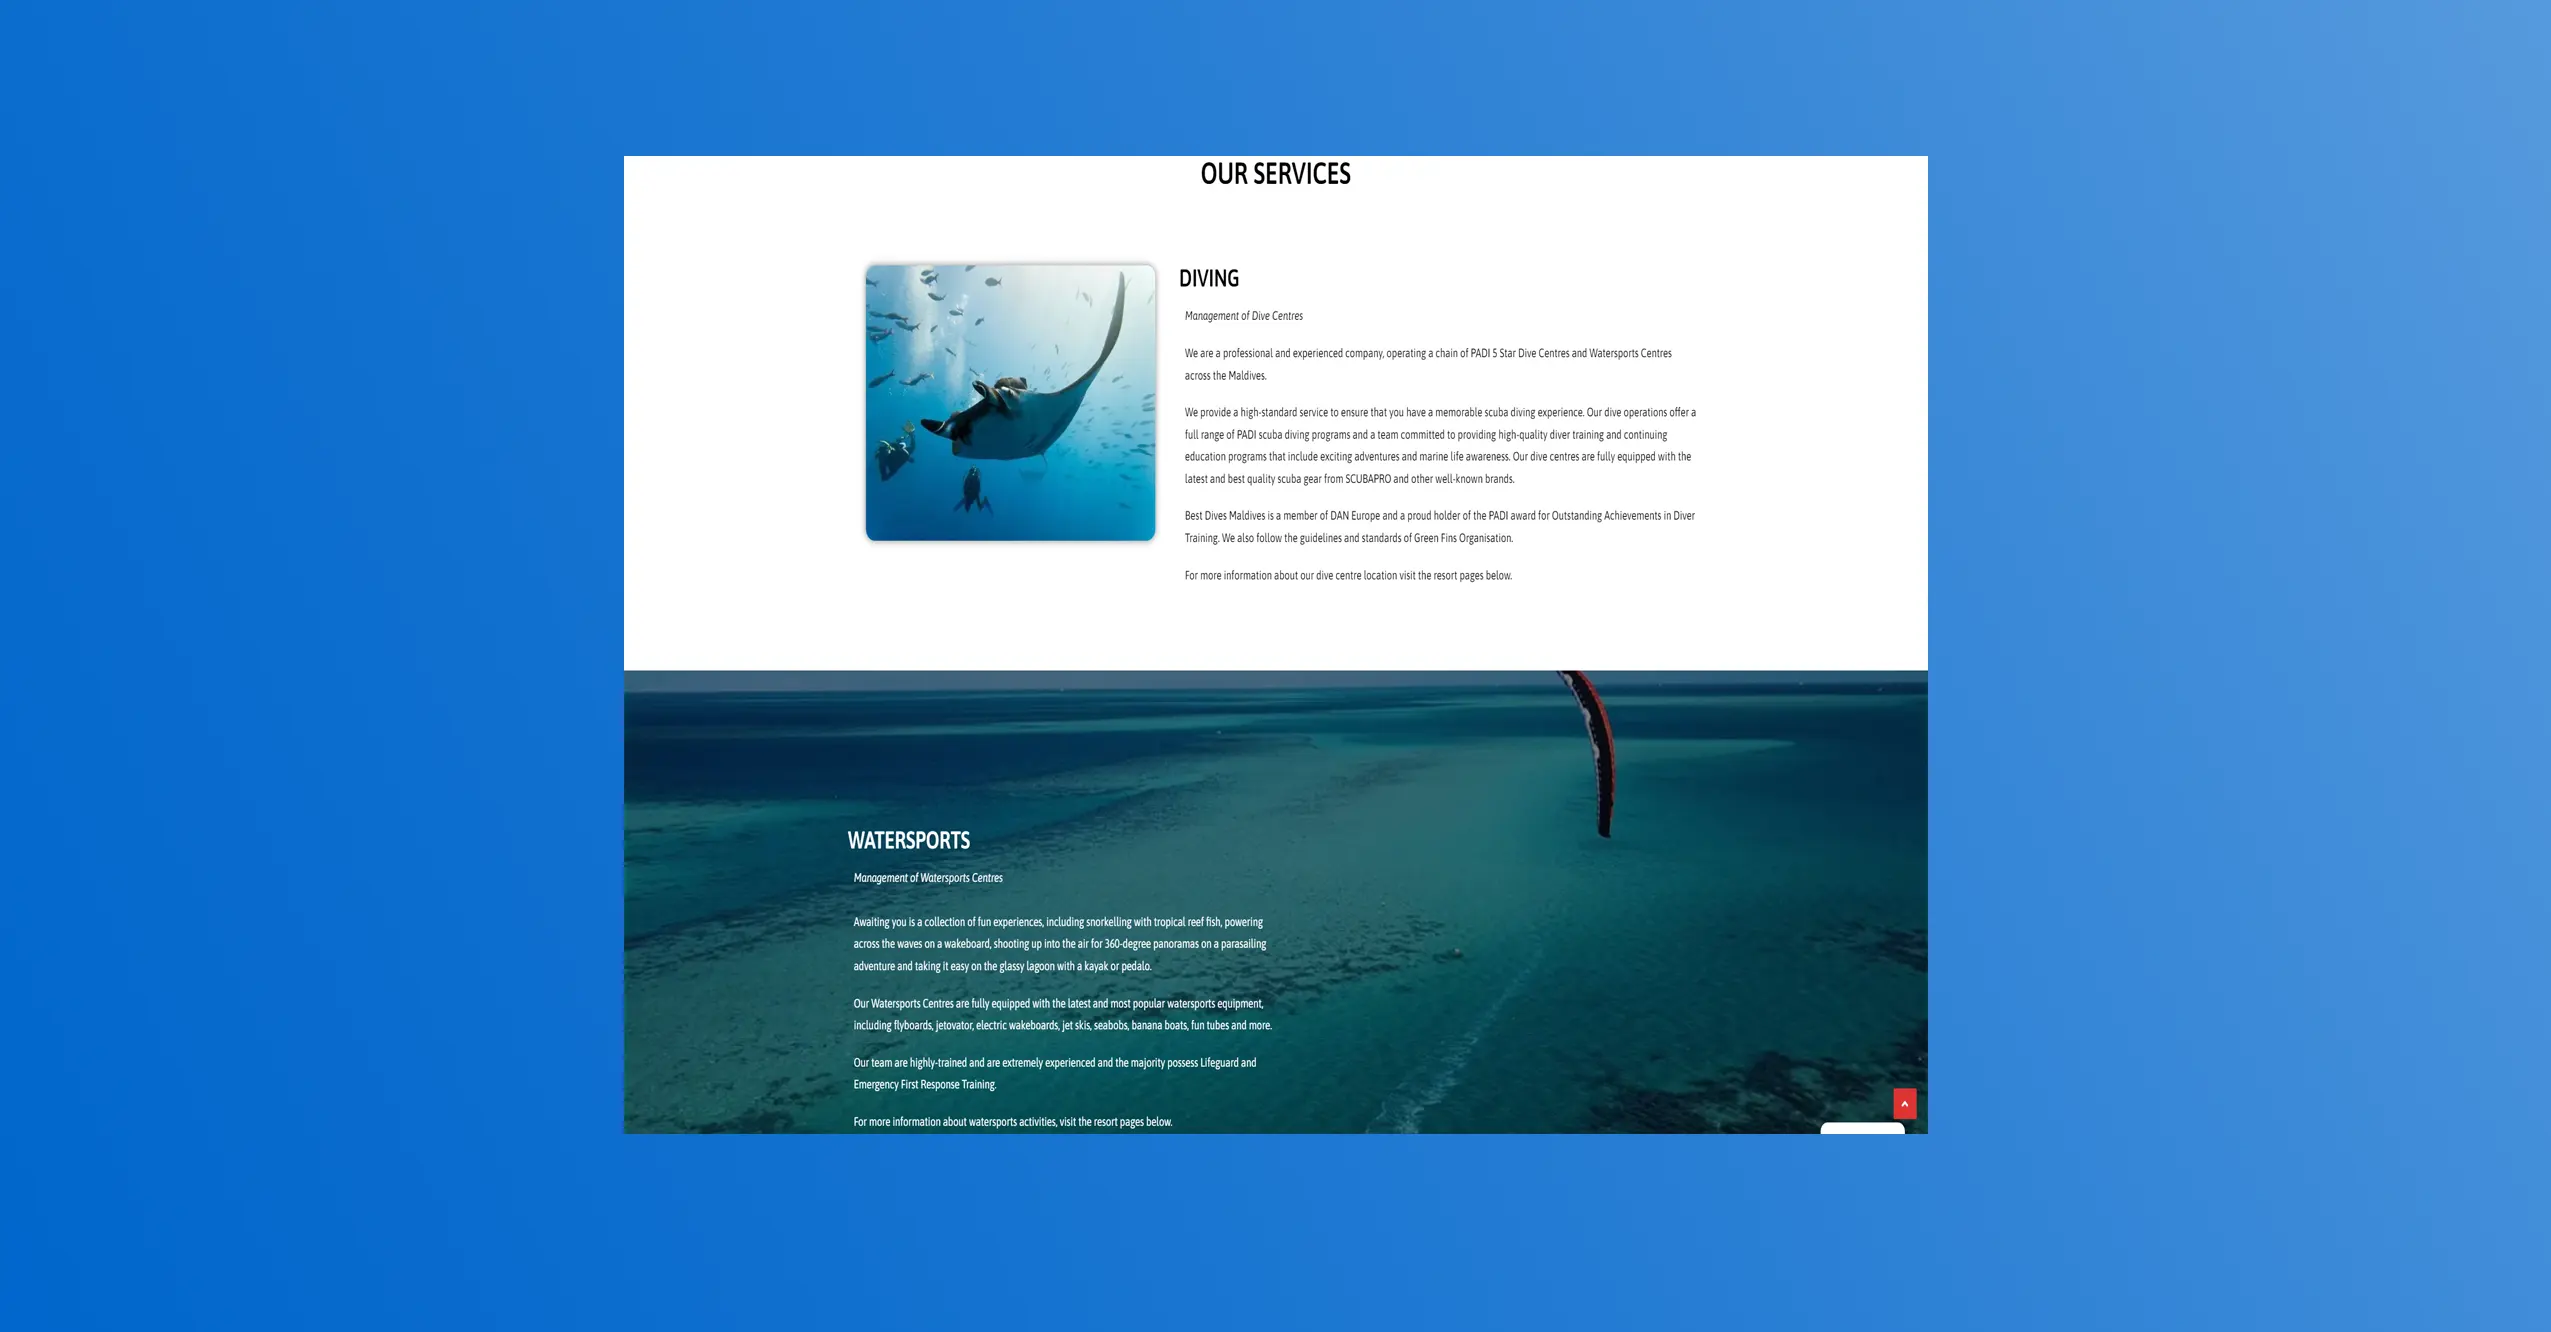 OUR SERVICES
DIVING
Management of Dive Centres
We are a professional and experienced company, operating a chain of PADI 5 Star Dive Centres and Watersports Centres
across the Maldives.
We provide a high-standard service to ensure that you have a memorable scuba diving experience. Our dive operations offer a
full range of PADI scuba diving programs and a team committed to providing high-quality diver training and continuing
education programs that include exciting adventures and marine life awareness. Our dive centres are fully equipped with the
latest and best quality scuba gear from SCUBAPRO and other well-known brands.
Best Dives Maldives is a member of DAN Europe and a proud holder of the PADI award for Outstanding Achievements in Diver
Training. We also follow the guidelines and standards of Green Fins Organisation.
For more information about our dive centre location visit the resort pages below.
WATERSPORTS
Management of Watersports Centres
Awaiting you is a collection of fun experiences, including snorkelling with tropical reef fish, powering
across the waves on a wakeboard, shooting up into the air for 360-degree panoramas on a parasailing
adventure and taking it easy on the glassy lagoon with a kayak or pedalo.
Our Watersports Centres are fully equipped with the latest and most popular watersports equipment,
including flyboards, jetovator, electric wakeboards, jet skis, seabobs, banana boats, fun tubes and more.
Our team are highly-trained and are extremely experienced and the majority possess Lifeguard and
Emergency First Response Training.
For more information about watersports activities, visit the resort pages below.